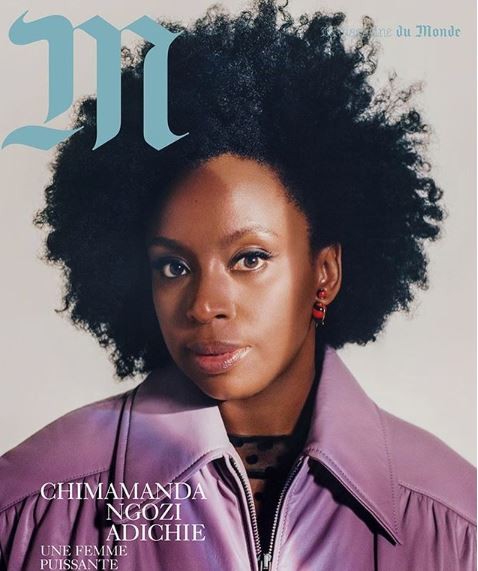 M
du Monde
CHIMAMANDA
NGOZI
ADICHIE
UNE FEMME
PUISSANTE